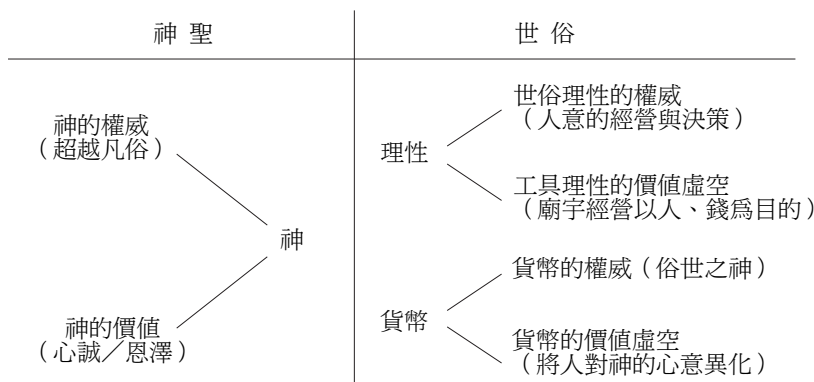 神聖
世俗
神的權威
（超越凡俗）
神
神的價值
（心誠／恩澤）
理性
世俗理性的權威
（人意的經營與決策）
工具理性的價值虛空
（廟宇經營以人、錢爲目的）
貨幣
貨幣的權威（俗世之神）
貨幣的價值虛空
（將人對神的心意異化）